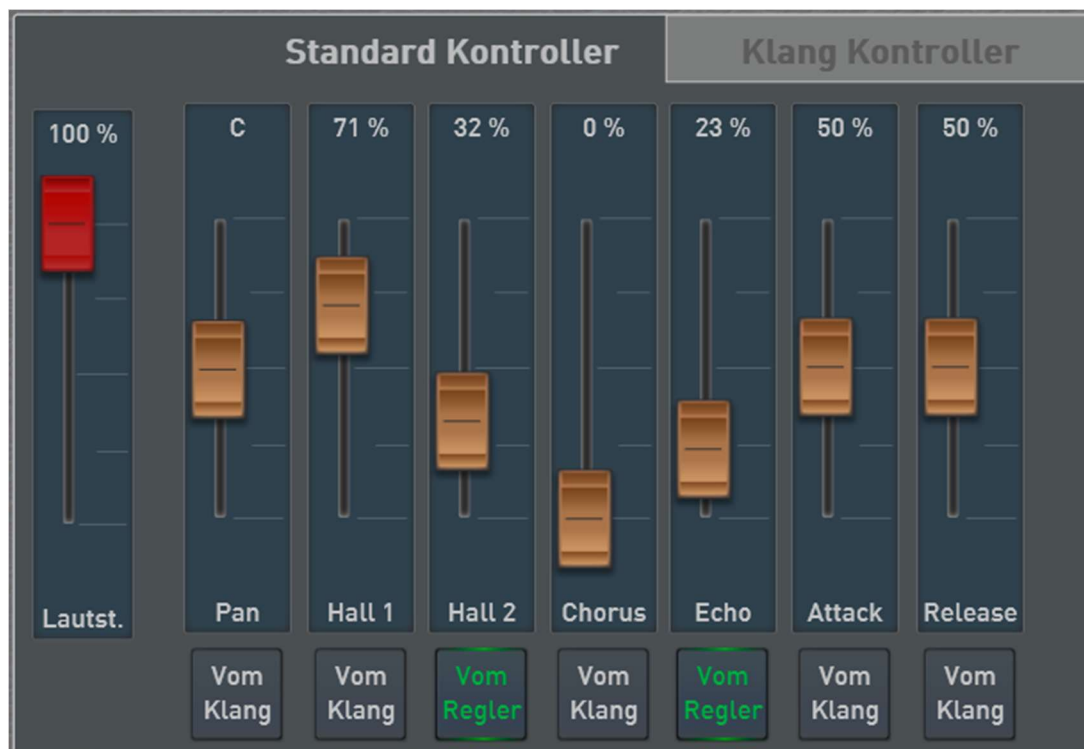 Standard Kontroller Klang Kontroller
100 % C 71 % 32 % 0 % 23 % 50 % 50 %
Lautst. Pan Hall 1 Hall 2 Chorus Echo Attack Release
Vom Vom Vom Vom Vom Vom Vom
Klang Klang Regler Klang Regler Klang Klang